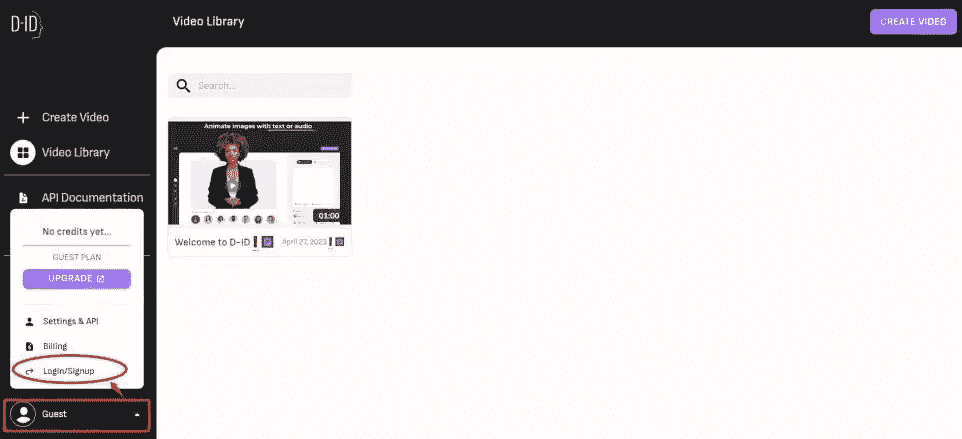 D-ID
Video Library
CREATE VIDEO
Search...
Create Video
Video Library
API Documentation
Animate images with text or audio
01:00
Welcome to D-iD
April 27, 2023
No credits yet...
GUEST PLAN
UPGRADE
Settings & API
Billing
Login/Signup
Guest